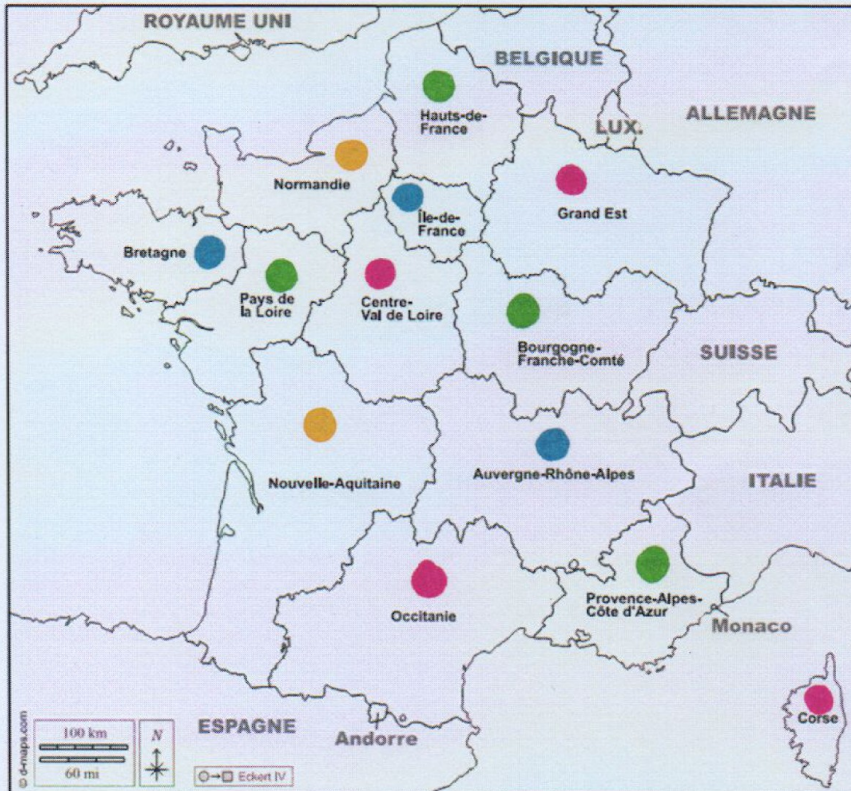 ROYAUME UNI
BELGIQUE
Hauts-de-
France
LUX.
ALLEMAGNE
Normandie
Grand Est
Île-de-
France
Bretagne
Pays de
la Loire
Centre-
Val de Loire
Bourgogne-
Franche-Comté
SUISSE
Nouvelle-Aquitaine
Auvergne-Rhône-Alpes
ITALIE
Occitanie
Provence-Alpes-
Côte d'Azur
Monaco
Corse
ESPAGNE
Andorre
© d-maps.com
100 km
60 mi
N
Eckert IV